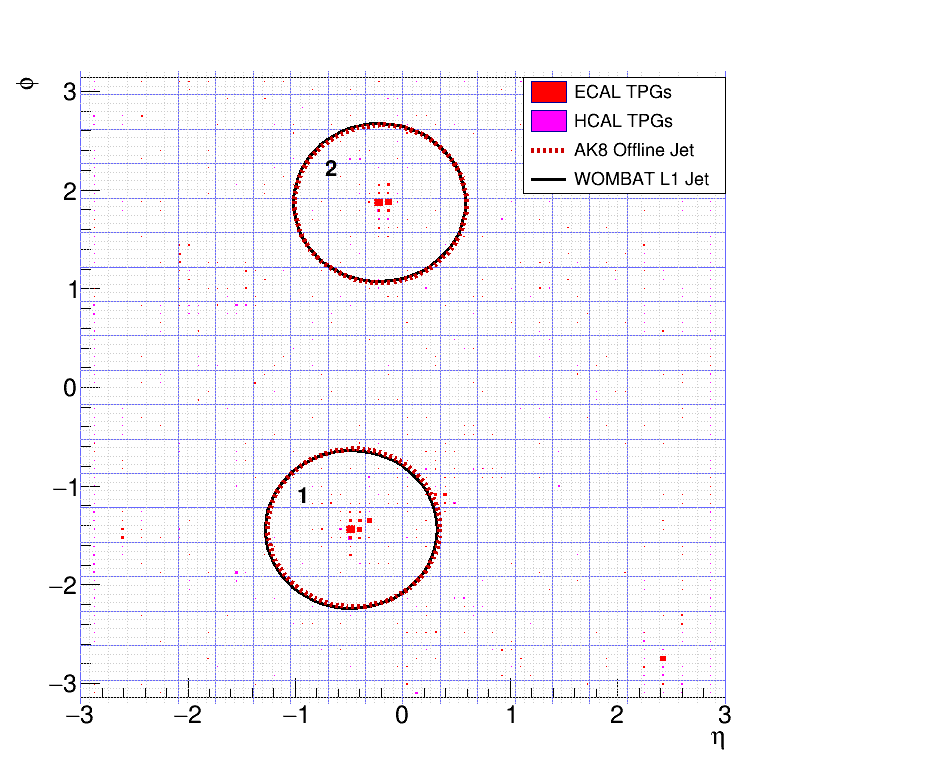 φ
3
2
1
0
−1
−2
−3
ECAL TPGs
HCAL TPGs
AK8 Offline Jet
WOMBAT L1 Jet
2
1
−3 −2 −1 0 1 2 3
η